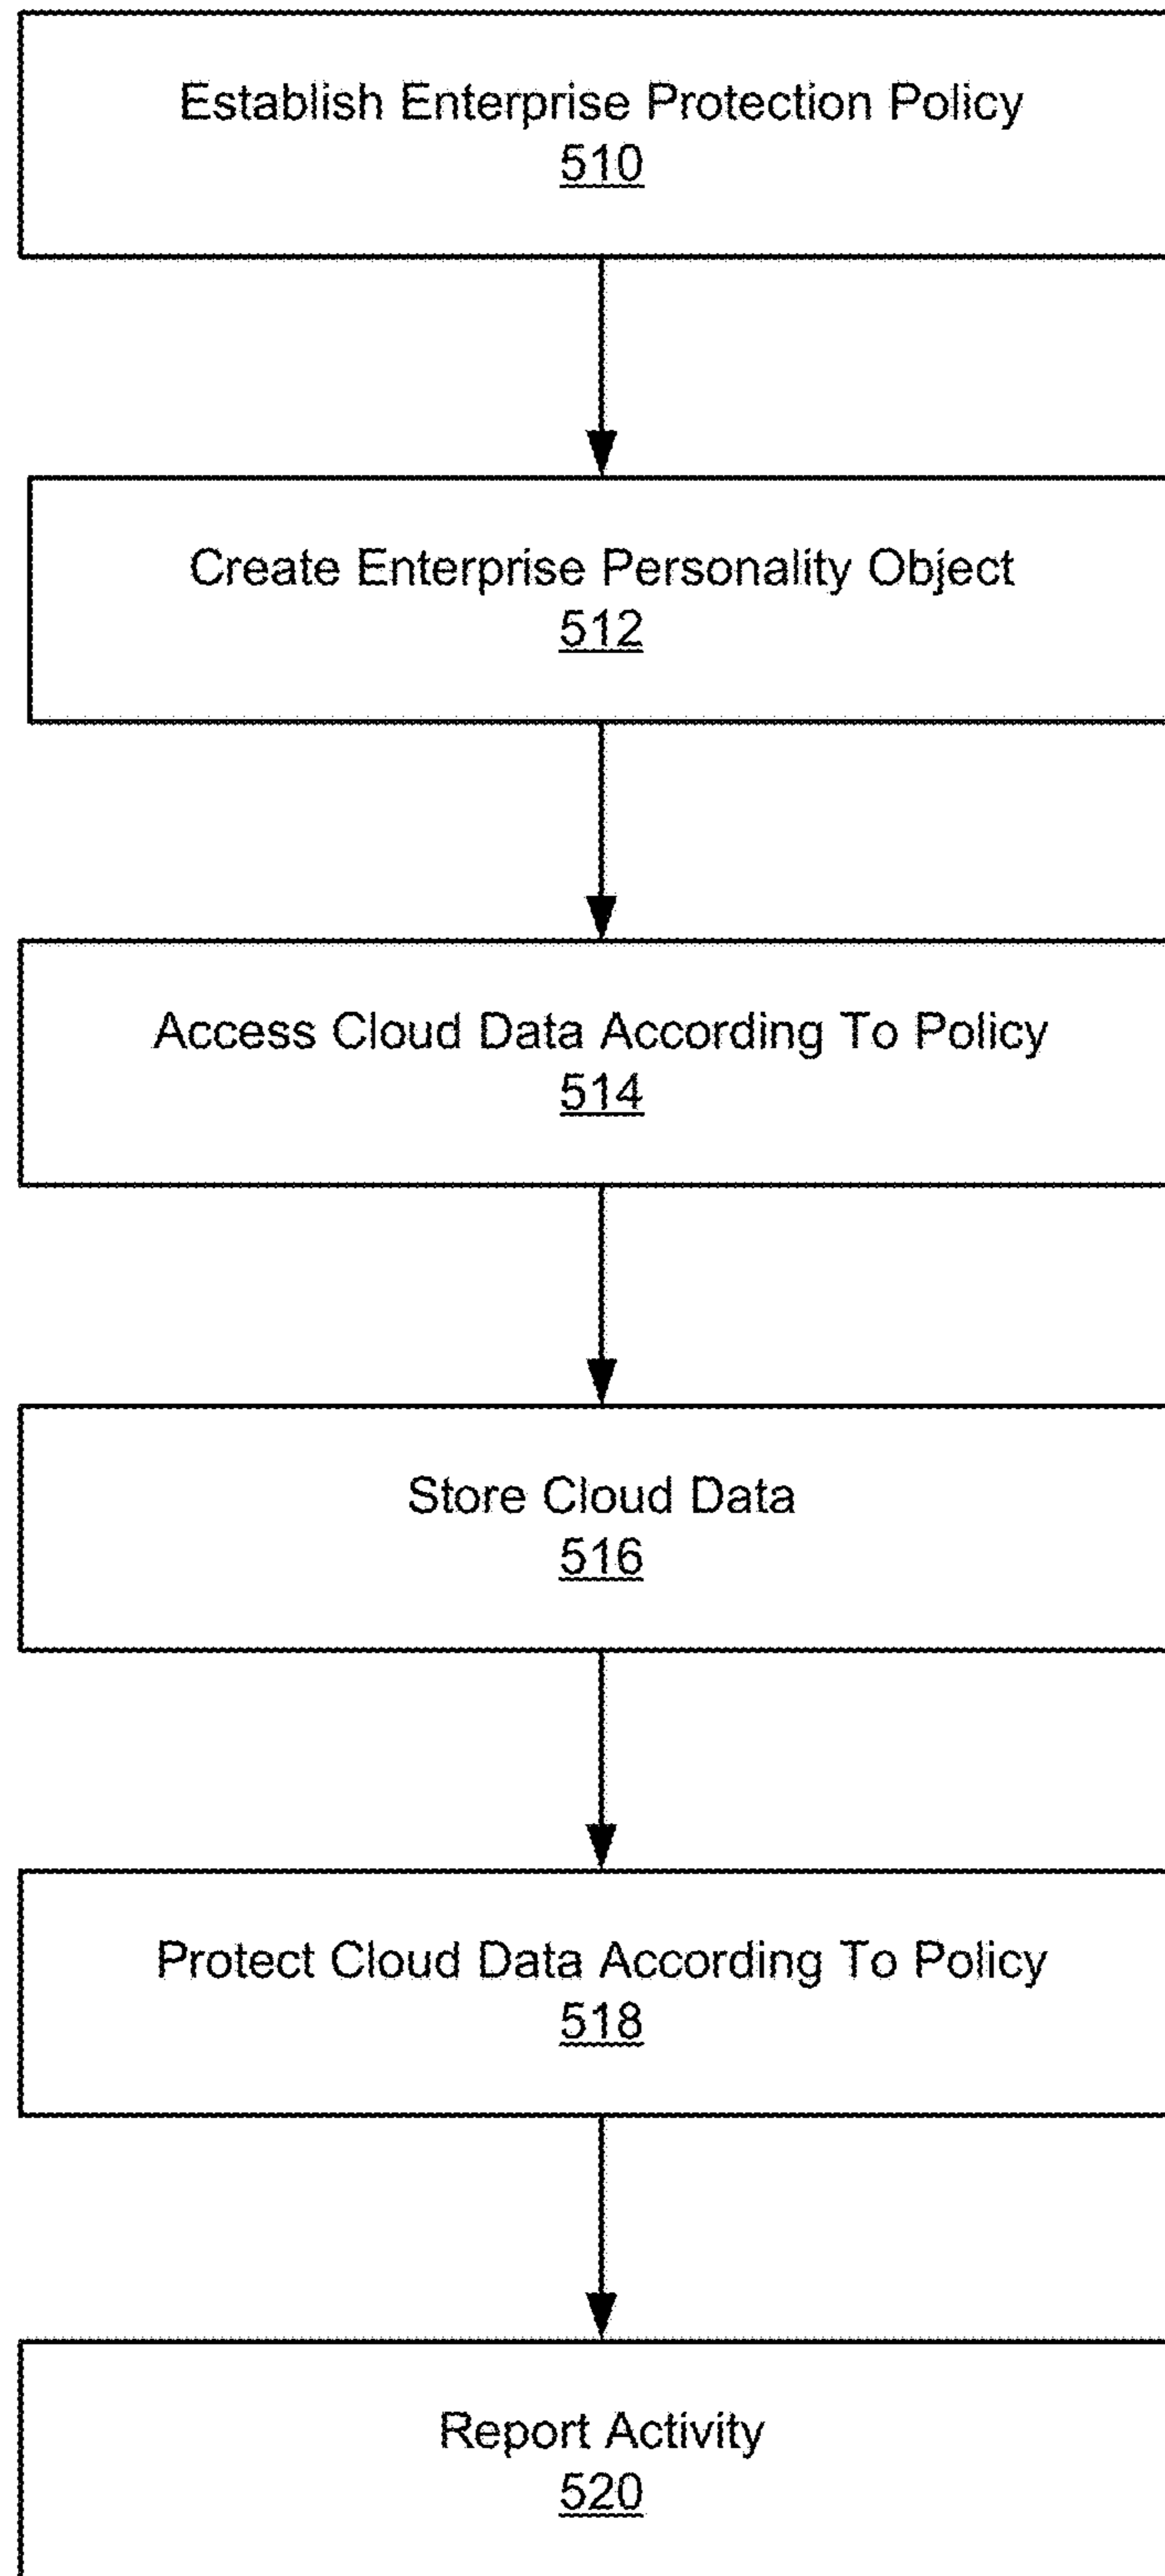 Establish Enterprise Protection Policy
510
Create Enterprise Personality Object
512
Access Cloud Data According To Policy
514
Store Cloud Data
516
Protect Cloud Data According To Policy
518
Report Activity
520